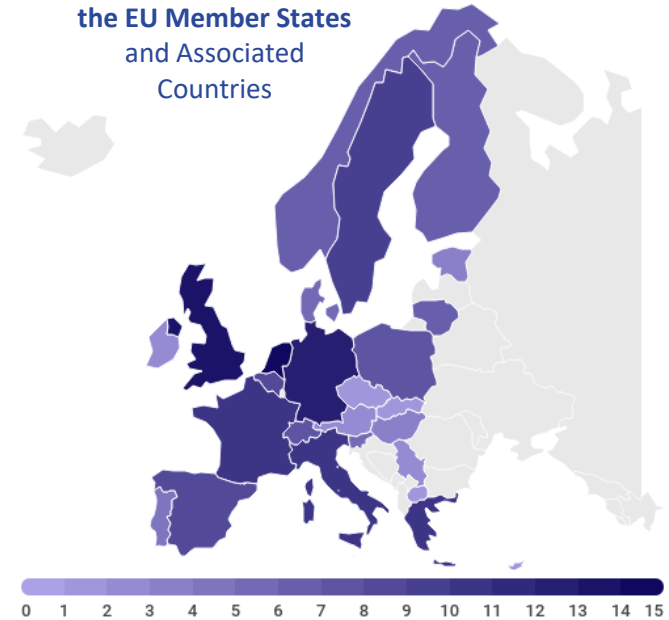 the EU Member States
and Associated
Countries
0 1 2 3 4 5 6 7 8 9 10 11 12 13 14 15